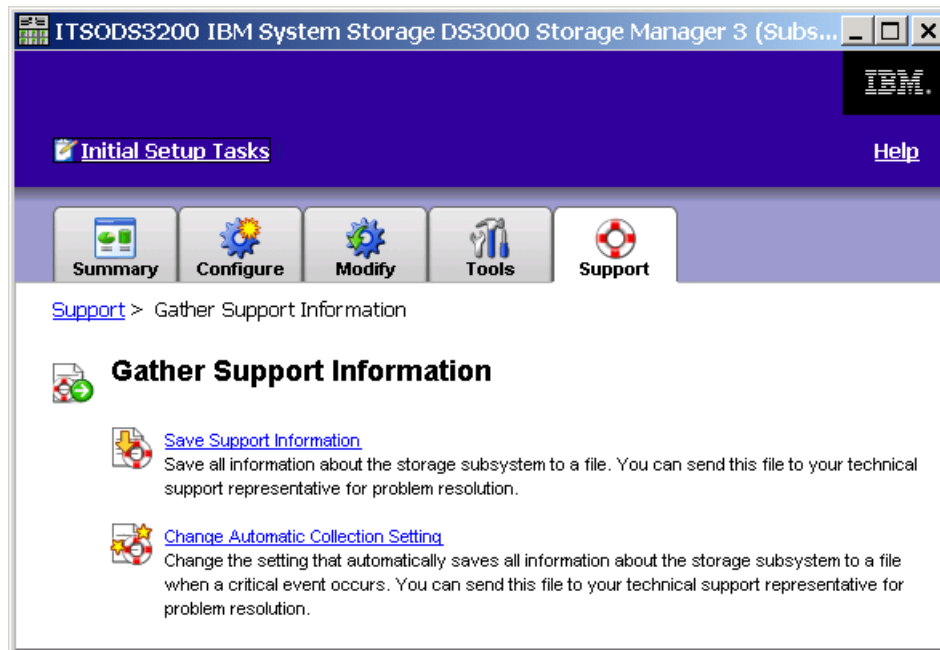 ITSODS3200 IBM System Storage DS3000 Storage Manager 3 (Subs...
IBM.
Initial Setup Tasks
Help
Summary
Configure
Modify
Tools
Support
Support > Gather Support Information
Gather Support Information
Save Support Information
Save all information about the storage subsystem to a file. You can send this file to your technical
support representative for problem resolution.
Change Automatic Collection Setting
Change the setting that automatically saves all information about the storage subsystem to a file
when a critical event occurs. You can send this file to your technical support representative for
problem resolution.